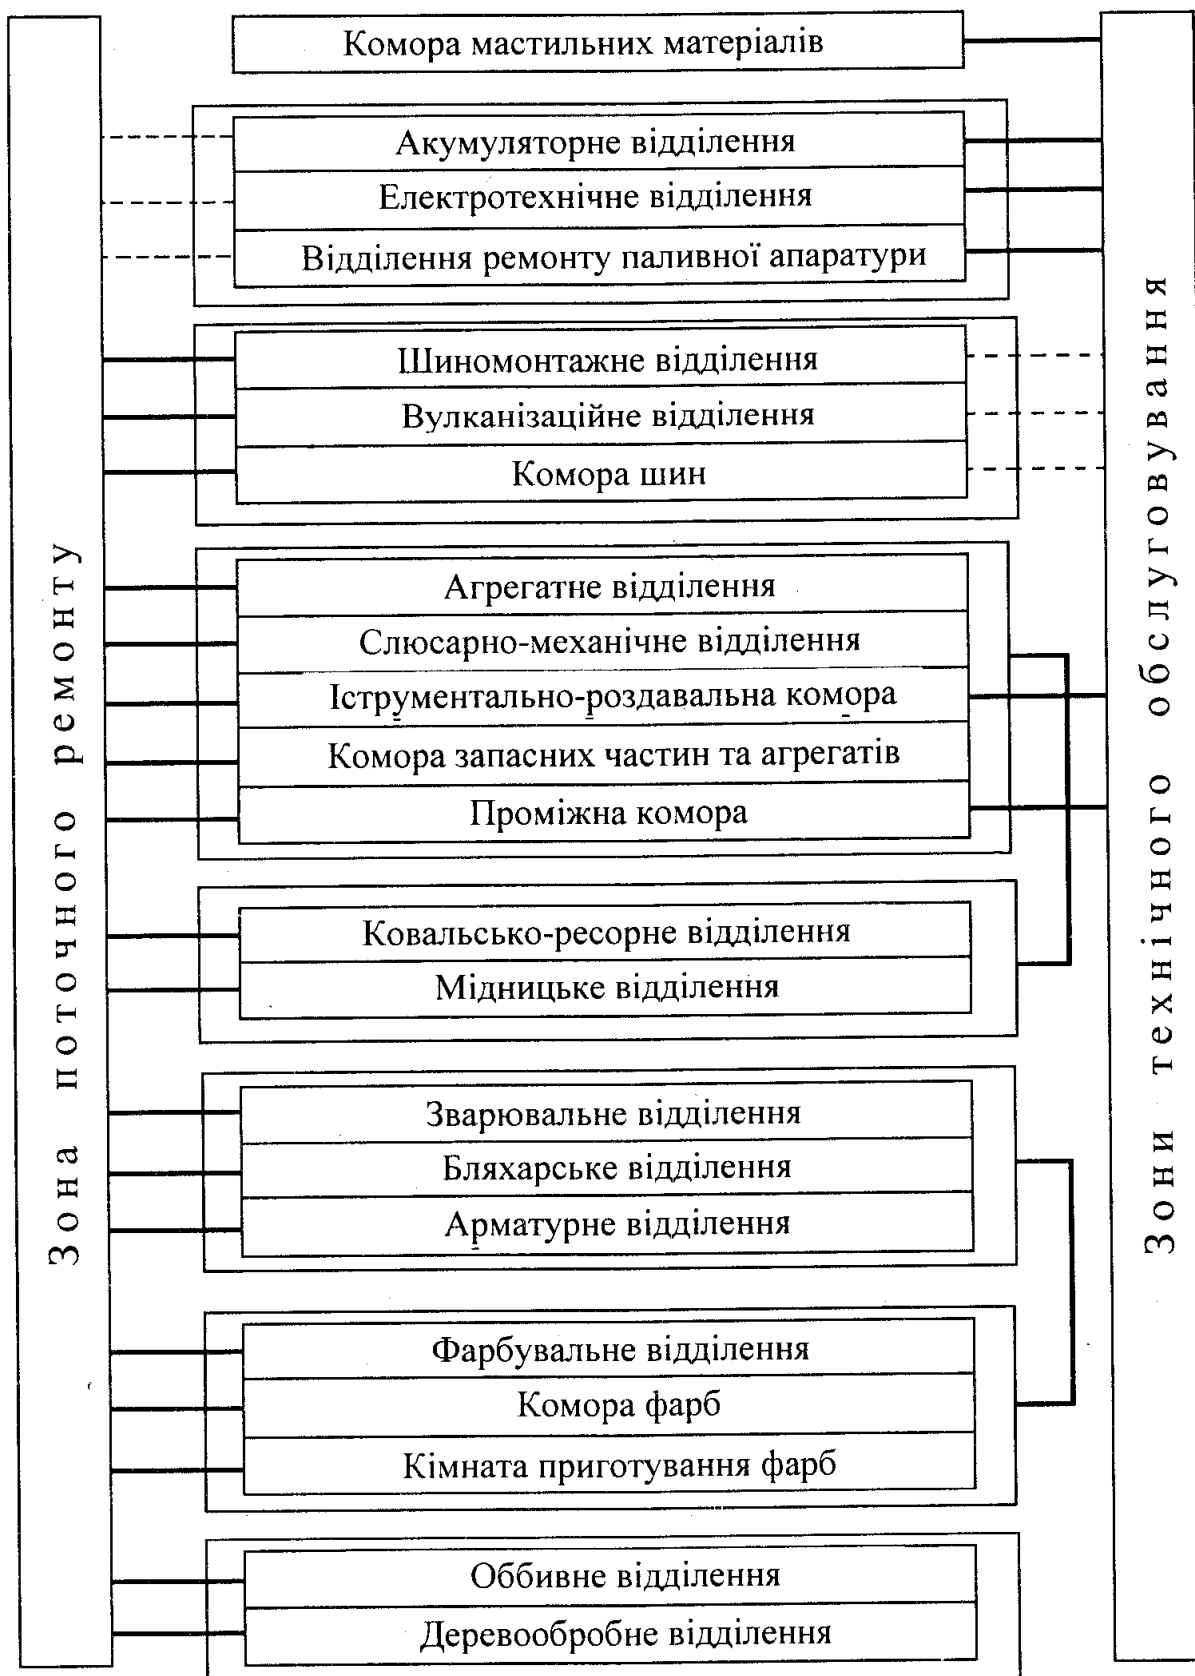 Комора мастильних матеріалів
Акумуляторне відділення
Електротехнічне відділення
Відділення ремонту паливної апаратури
Шиномонтажне відділення
Вулканізаційне відділення
Комора шин
Агрегатне відділення
Слюсарно-механічне відділення
Іструментально-роздавальна комора
Комора запасних частин та агрегатів
Проміжна комора
Ковальсько-ресорне відділення
Мідницьке відділення
Зварювальне відділення
Бляхарське відділення
Арматурне відділення
Фарбувальне відділення
Комора фарб
Кімната приготування фарб
Оббивне відділення
Деревообробне відділення
Зона поточного ремонту
Зони технічного обслуговування